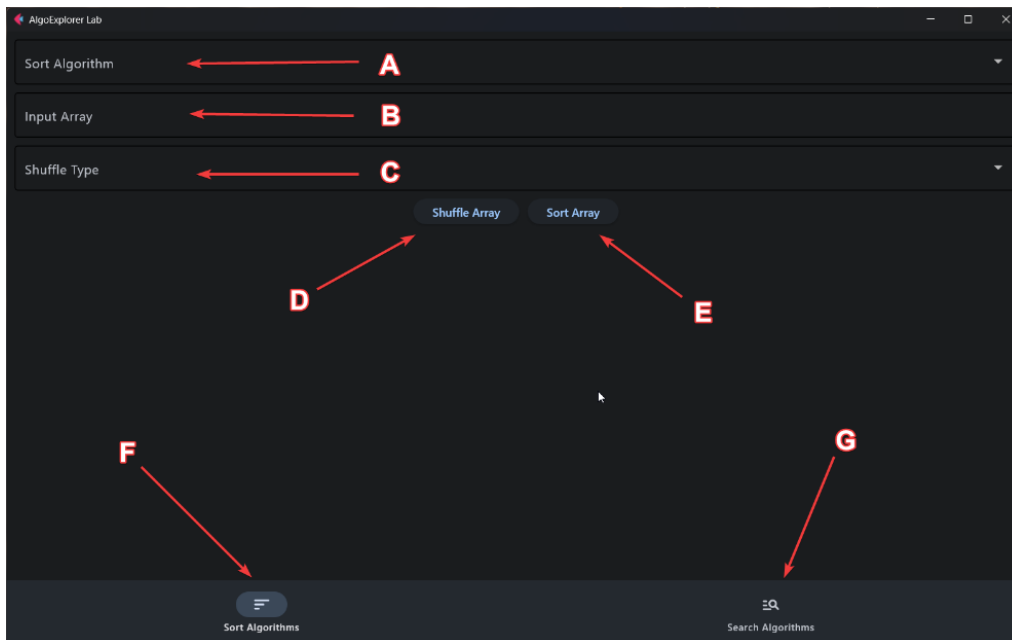 AlgoExplorer Lab
Sort Algorithm
A
Input Array
B
Shuffle Type
C
Shuffle Array
Sort Array
D
E
F
G
Sort Algorithms
Search Algorithms